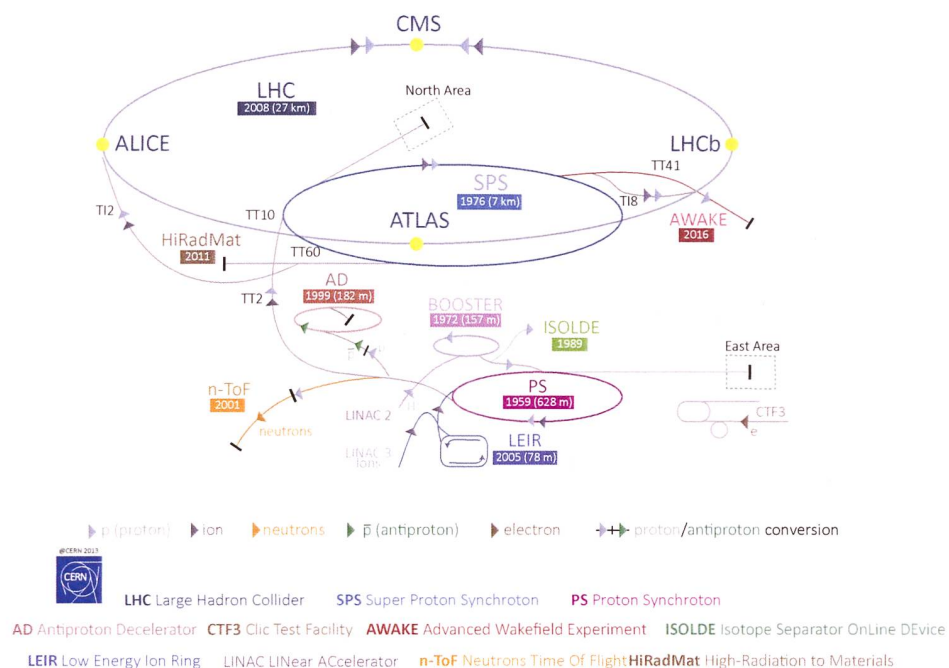 CMS
LHC
2008 (27 km)
North Area
ALICE
LHCb
TT41
SPS
1976 (7 km)
TI8
TI2
TT10
ATLAS
AWAKE
2016
HiRadMat
2011
TT60
AD
1999 (182 m)
TT2
BOOSTER
1972 (157 m)
ISOLDE
1989
p̅
East Area
n-ToF
2001
PS
1959 (628 m)
LINAC 2
neutrons
CTF3
e
LEIR
2005 (78 m)
LINAC 3
Ions
p (proton) ion neutrons p̅ (antiproton) electron proton/antiproton conversion
@CERN 2013
CERN
LHC Large Hadron Collider SPS Super Proton Synchroton PS Proton Synchroton
AD Antiproton Decelerator CTF3 Clic Test Facility AWAKE Advanced Wakefield Experiment ISOLDE Isotope Separator OnLine DEvice
LEIR Low Energy Ion Ring LINAC LINear ACcelerator n-ToF Neutrons Time Of Flight HiRadMat High-Radiation to Materials